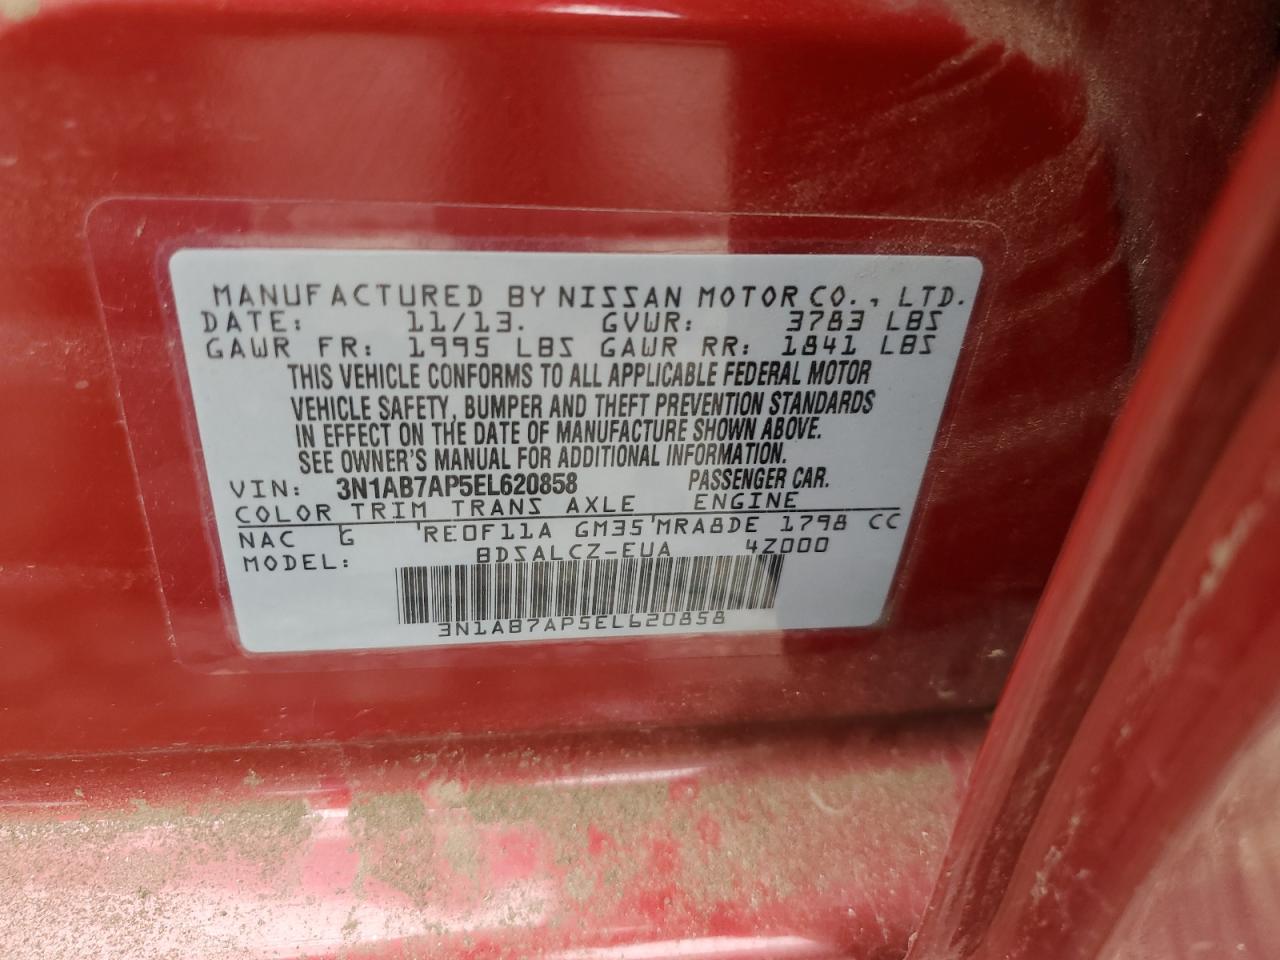 MANUFACTURED BY NISSAN MOTOR CO., LTD.
DATE: 11/13. GVWR: 3783 LBS
GAWR FR: 1995 LBS GAWR RR: 1841 LBS
THIS VEHICLE CONFORMS TO ALL APPLICABLE FEDERAL MOTOR
VEHICLE SAFETY, BUMPER AND THEFT PREVENTION STANDARDS
IN EFFECT ON THE DATE OF MANUFACTURE SHOWN ABOVE.
SEE OWNER'S MANUAL FOR ADDITIONAL INFORMATION.
VIN: 3N1AB7AP5EL620858 PASSENGER CAR.
COLOR TRIM TRANS AXLE ENGINE
NAC G 'RE0F11A GM35'MRA8DE 1798 CC
MODEL: BDSALCZ-EUA 4Z000
3N1AB7AP5EL620858